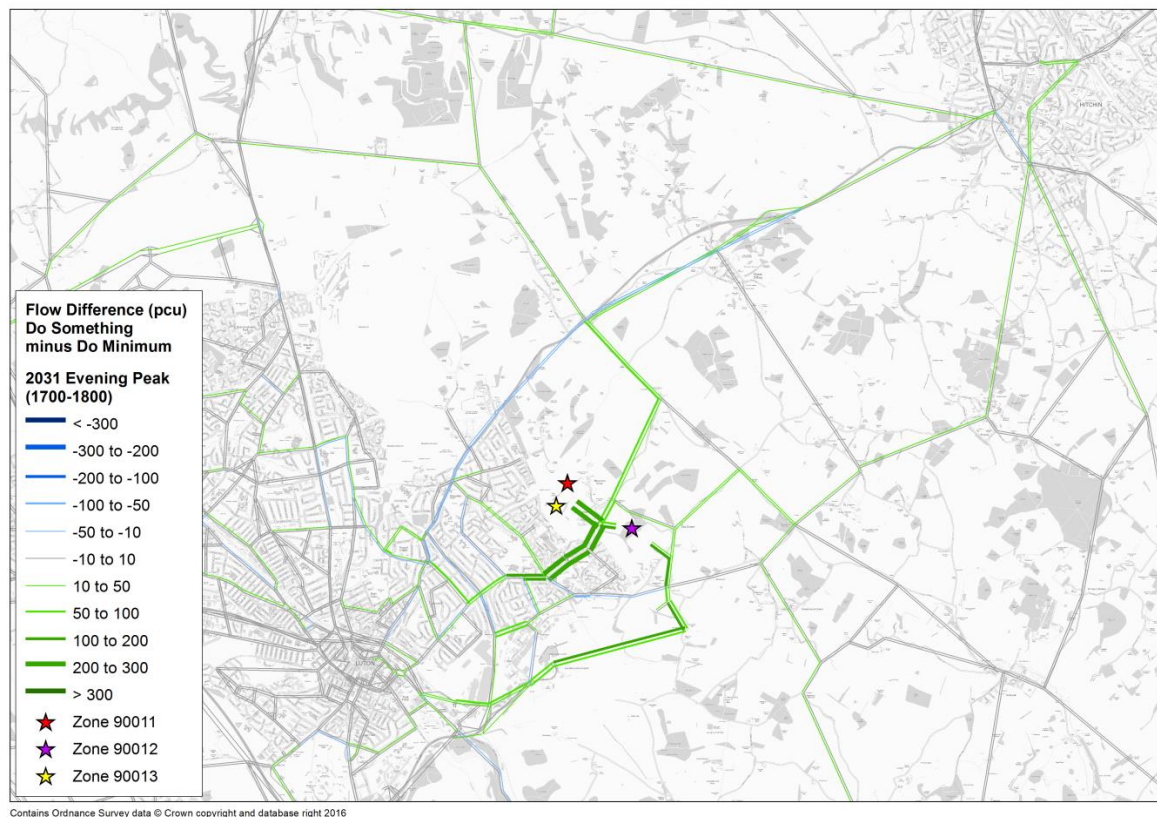 HITCHIN
Flow Difference (pcu)
Do Something
minus Do Minimum
2031 Evening Peak
(1700-1800)
< -300
-300 to -200
-200 to -100
-100 to -50
-50 to -10
-10 to 10
10 to 50
50 to 100
100 to 200
200 to 300
> 300
Zone 90011
Zone 90012
Zone 90013
LUTON
Contains Ordnance Survey data © Crown copyright and database right 2016